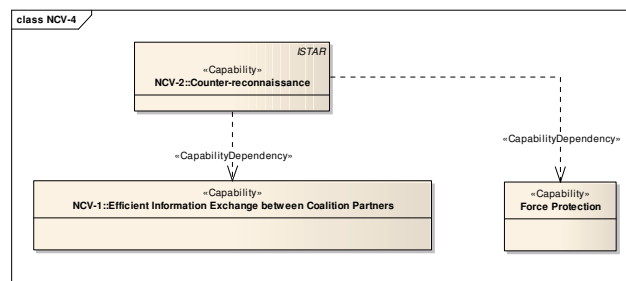 class NCV-4
ISTAR
«Capability»
NCV-2::Counter-reconnaissance
«CapabilityDependency»
«CapabilityDependency»
«Capability»
NCV-1::Efficient Information Exchange between Coalition Partners
«Capability»
Force Protection